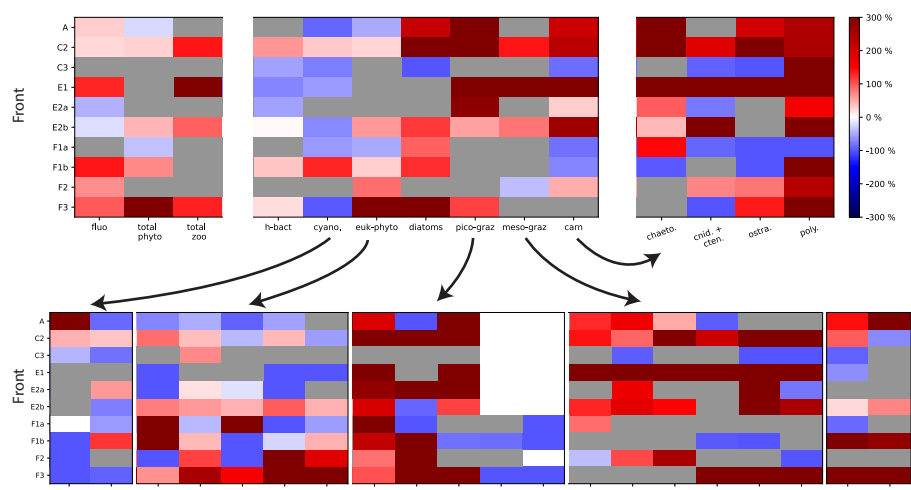 Front
A
C2
C3
E1
E2a
E2b
F1a
F1b
F2
F3
fluo
total
phyto
total
zoo
h-bact
cyano,
euk-phyto
diatoms
pico-graz
meso-graz
carn
chaeto.
cnid. +
cten.
ostra.
poly.
300 %
200 %
100 %
0 %
-100 %
-200 %
-300 %
Front
A
C2
C3
E1
E2a
E2b
F1a
F1b
F2
F3